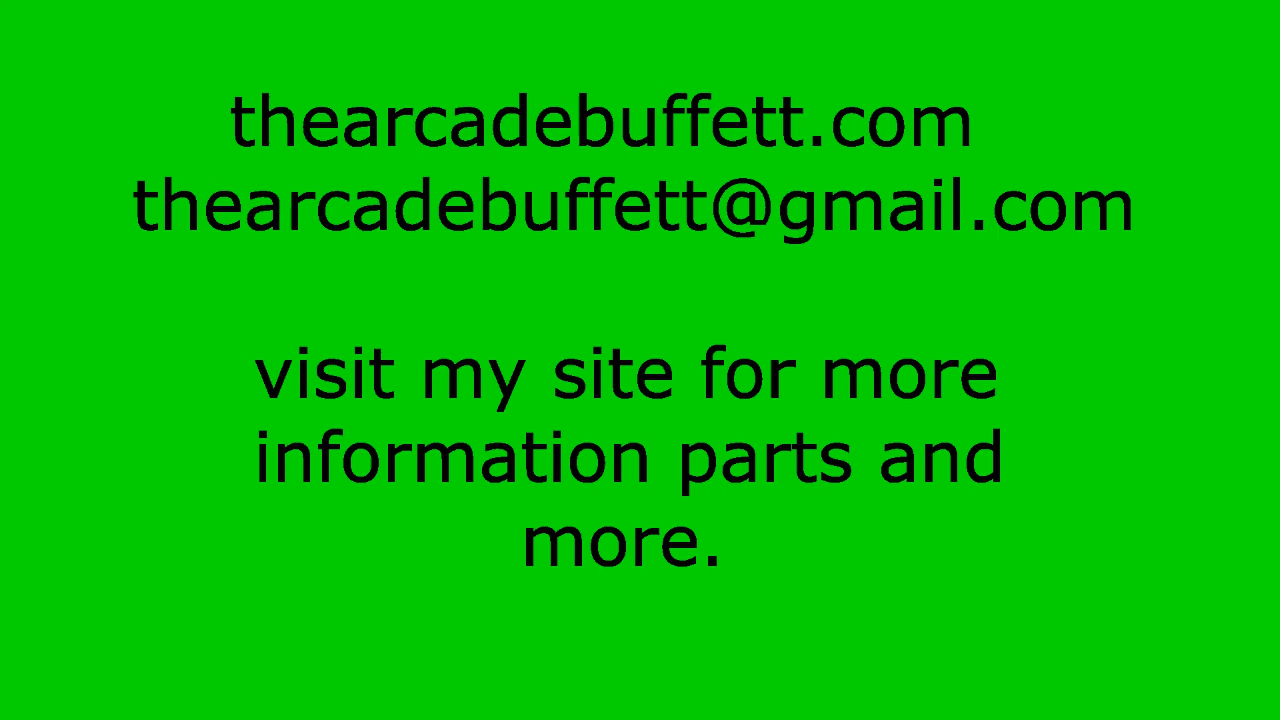 thearcadebuffett.com
thearcadebuffett@gmail.com
visit my site for more
information parts and
more.